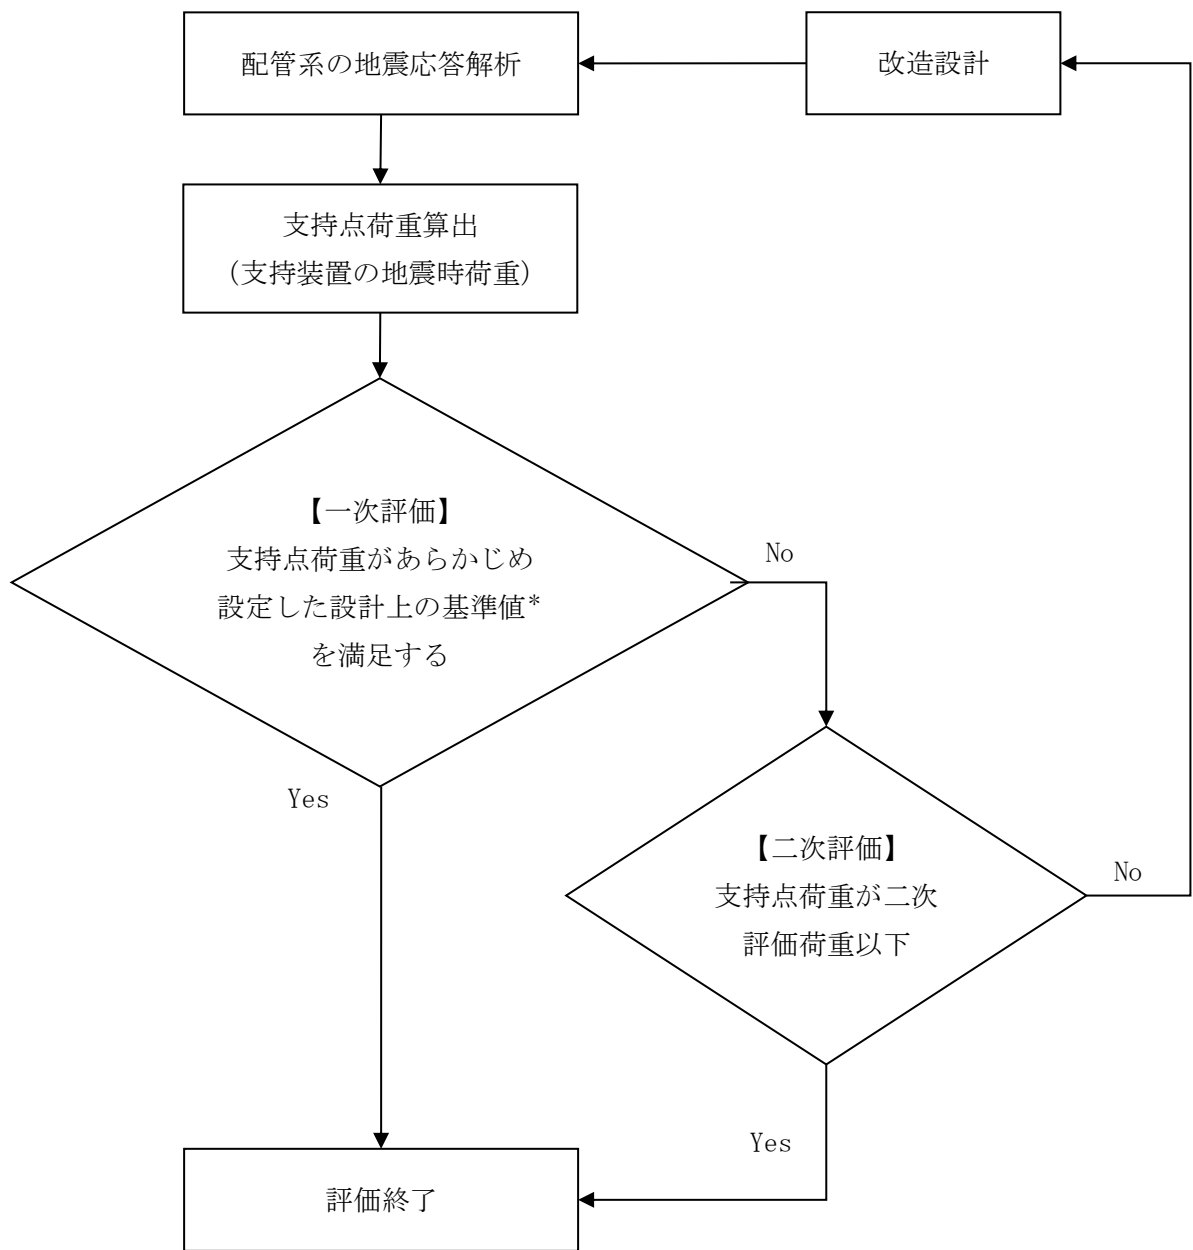 配管系の地震応答解析
改造設計
支持点荷重算出
(支持装置の地震時荷重)
【一次評価】
支持点荷重があらかじめ
設定した設計上の基準値*
を満足する
No
Yes
【二次評価】
支持点荷重が二次
評価荷重以下
No
Yes
評価終了